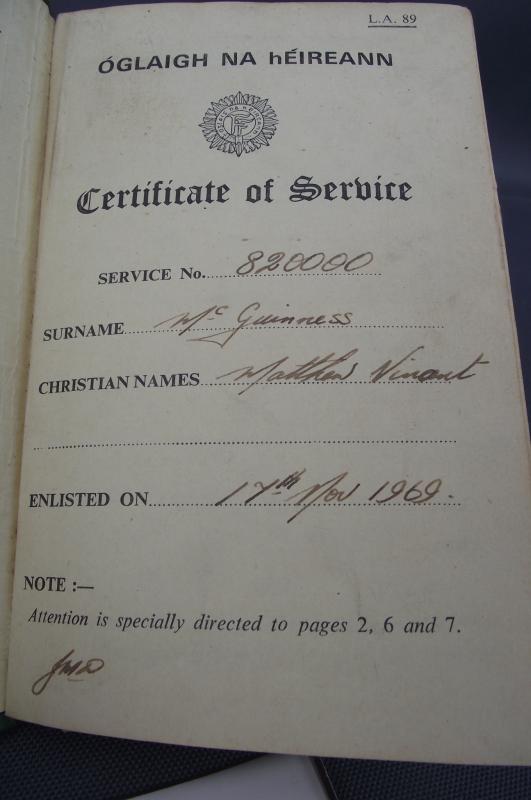 L.A. 89
ÓGLAIGH NA hÉIREANN
Certificate of Service
SERVICE No. 820000
SURNAME Mc Guinness
CHRISTIAN NAMES Matthew Vincent
ENLISTED ON 17th Nov 1969.
NOTE :—
Attention is specially directed to pages 2, 6 and 7.